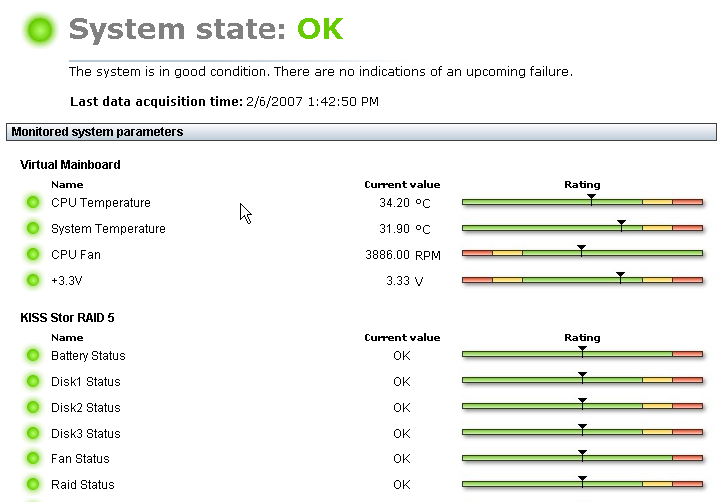 System state: OK
The system is in good condition. There are no indications of an upcoming failure.
Last data acquisition time: 2/6/2007 1:42:50 PM
Monitored system parameters
Virtual Mainboard
Name Current value Rating
CPU Temperature 34.20 °C
System Temperature 31.90 °C
CPU Fan 3886.00 RPM
+3.3V 3.33 V
KISS Stor RAID 5
Name Current value Rating
Battery Status OK
Disk1 Status OK
Disk2 Status OK
Disk3 Status OK
Fan Status OK
Raid Status OK